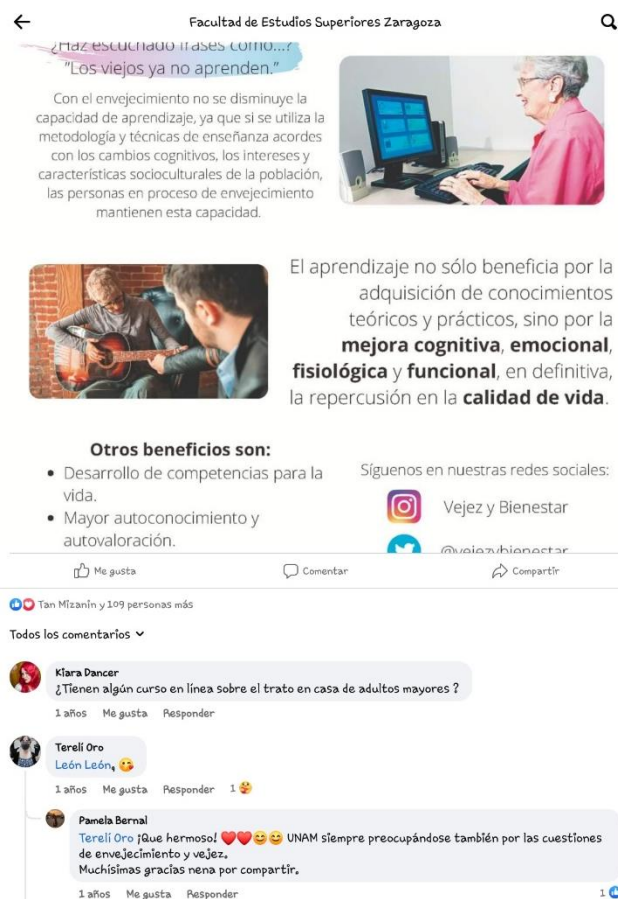 Facultad de Estudios Superiores Zaragoza
¿Haz escuchado frases como...?
"Los viejos ya no aprenden."
Con el envejecimiento no se disminuye la
capacidad de aprendizaje, ya que si se utiliza la
metodología y técnicas de enseñanza acordes
con los cambios cognitivos, los intereses y
características socioculturales de la población,
las personas en proceso de envejecimiento
mantienen esta capacidad.
El aprendizaje no sólo beneficia por la
adquisición de conocimientos
teóricos y prácticos, sino por la
mejora cognitiva, emocional,
fisiológica y funcional, en definitiva,
la repercusión en la calidad de vida.
Otros beneficios son:
• Desarrollo de competencias para la
vida.
• Mayor autoconocimiento y
autovaloración.
Síguenos en nuestras redes sociales:
Vejez y Bienestar
@vejezybienestar
Me gusta Comentar Compartir
Tan Mizanin y 109 personas más
Todos los comentarios
Kiara Dancer
¿Tienen algún curso en línea sobre el trato en casa de adultos mayores ?
1 años Me gusta Responder
Terelí Oro
León León, 😋
1 años Me gusta Responder 1
Pamela Bernal
Terelí Oro ¡Que hermoso! ❤️❤️😊😊 UNAM siempre preocupándose también por las cuestiones
de envejecimiento y vejez.
Muchísimas gracias nena por compartir.
1 años Me gusta Responder 1